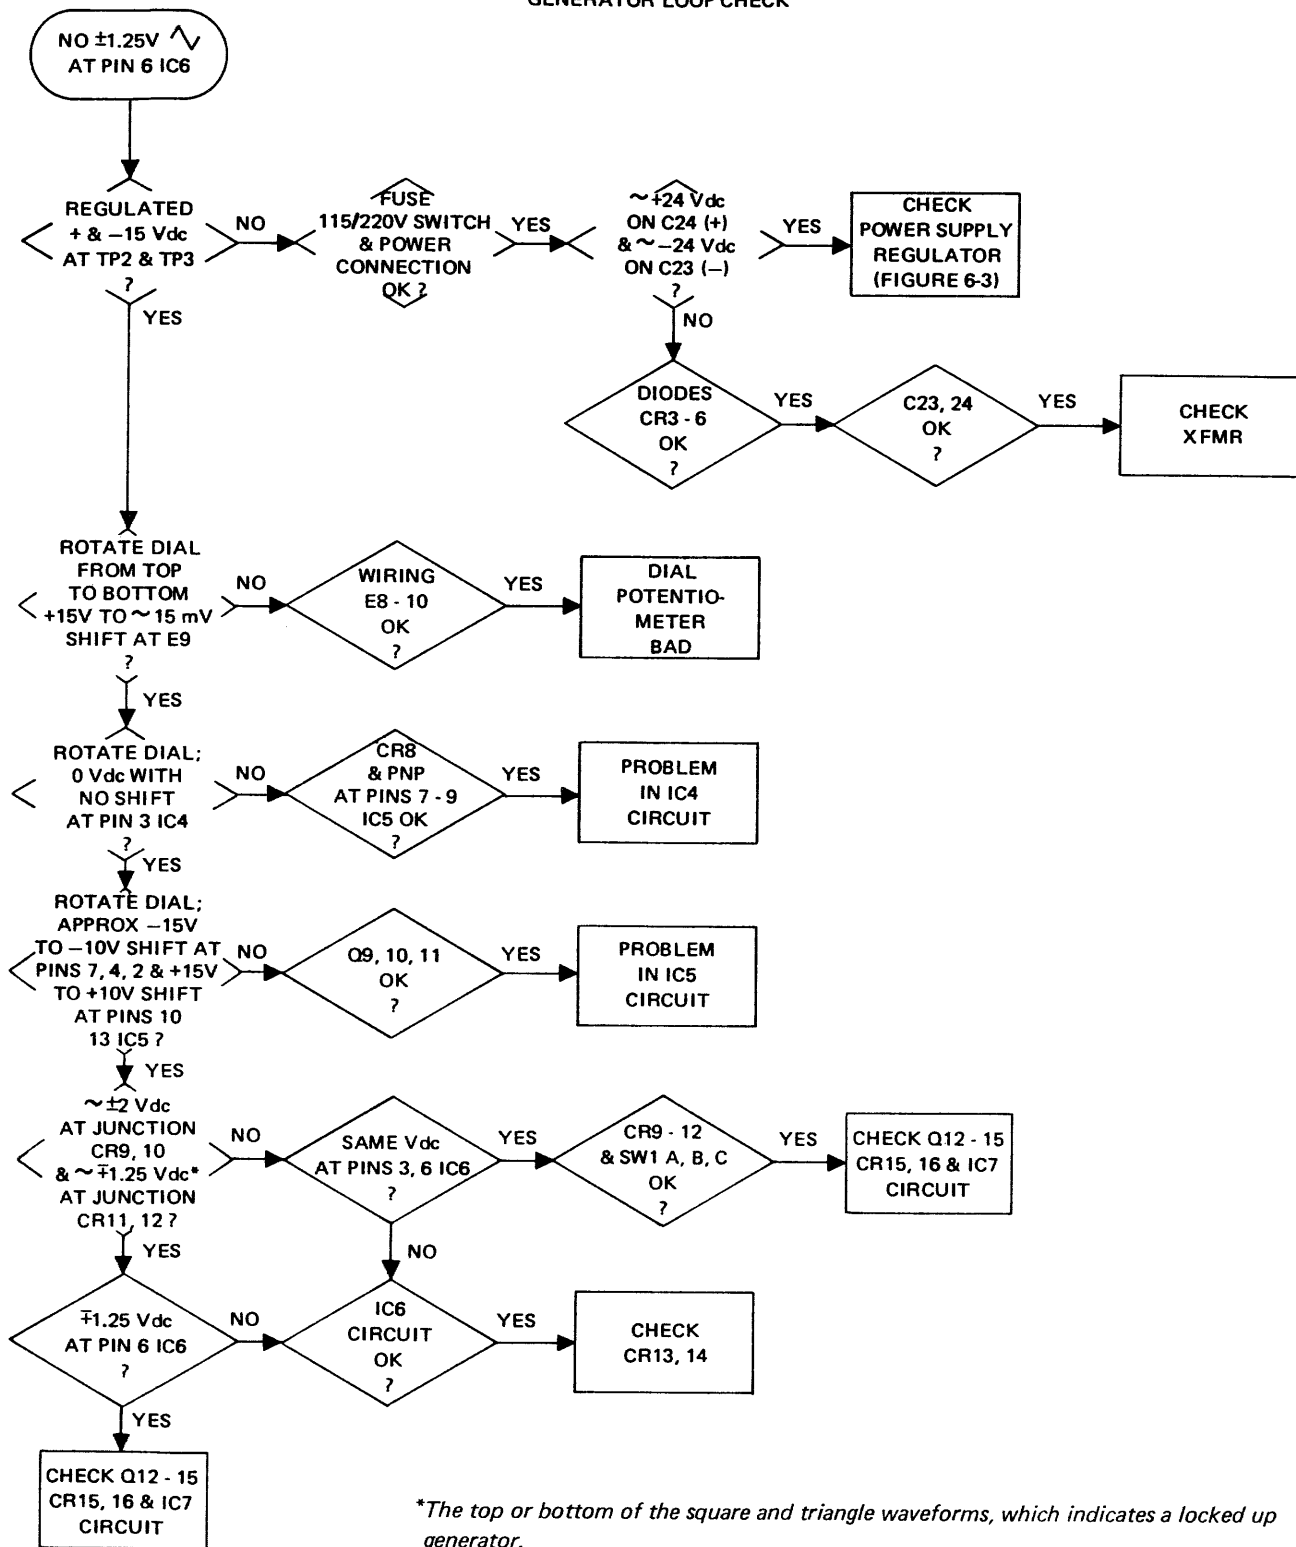 GENERATOR LOOP CHECK
NO ±1.25V
AT PIN 6 IC6
REGULATED
+ & −15 Vdc
AT TP2 & TP3
?
NO
YES
FUSE
115/220V SWITCH
& POWER
CONNECTION
OK ?
YES
~+24 Vdc
ON C24 (+)
& ~−24 Vdc
ON C23 (−)
?
YES
NO
CHECK
POWER SUPPLY
REGULATOR
(FIGURE 6-3)
DIODES
CR3 - 6
OK
?
YES
C23, 24
OK
?
YES
CHECK
XFMR
ROTATE DIAL
FROM TOP
TO BOTTOM
+15V TO ~ 15 mV
SHIFT AT E9
?
NO
YES
WIRING
E8 - 10
OK
?
YES
DIAL
POTENTIO-
METER
BAD
ROTATE DIAL;
0 Vdc WITH
NO SHIFT
AT PIN 3 IC4
?
NO
YES
CR8
& PNP
AT PINS 7 - 9
IC5 OK
?
YES
PROBLEM
IN IC4
CIRCUIT
ROTATE DIAL;
APPROX −15V
TO −10V SHIFT AT
PINS 7, 4, 2 & +15V
TO +10V SHIFT
AT PINS 10
13 IC5 ?
NO
YES
Q9, 10, 11
OK
?
YES
PROBLEM
IN IC5
CIRCUIT
~±2 Vdc
AT JUNCTION
CR9, 10
& ~∓1.25 Vdc*
AT JUNCTION
CR11, 12 ?
NO
YES
SAME Vdc
AT PINS 3, 6 IC6
?
YES
NO
CR9 - 12
& SW1 A, B, C
OK
?
YES
CHECK Q12 - 15
CR15, 16 & IC7
CIRCUIT
∓1.25 Vdc
AT PIN 6 IC6
?
NO
YES
IC6
CIRCUIT
OK
?
YES
CHECK
CR13, 14
CHECK Q12 - 15
CR15, 16 & IC7
CIRCUIT
*The top or bottom of the square and triangle waveforms, which indicates a locked up
generator.